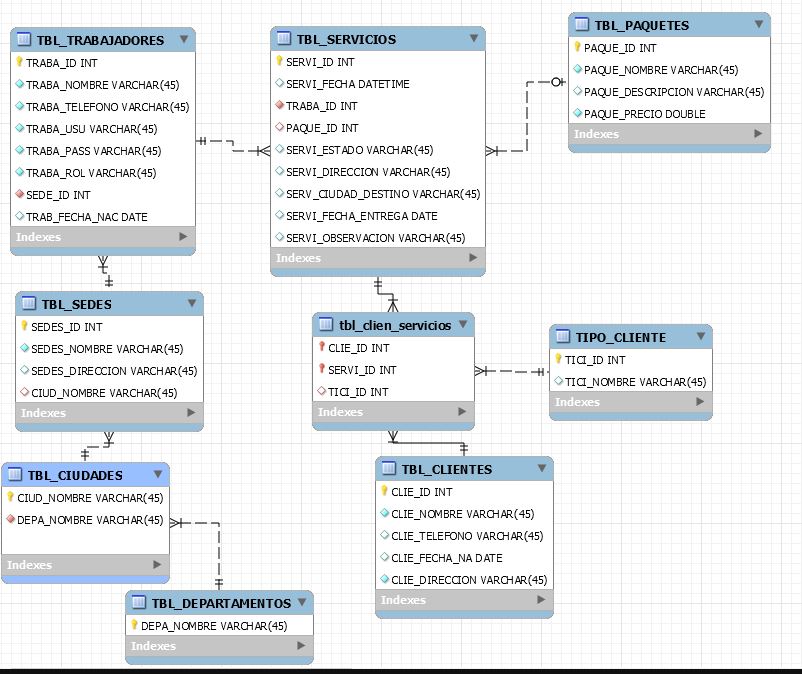 TBL_TRABAJADORES
TRABA_ID INT
TRABA_NOMBRE VARCHAR(45)
TRABA_TELEFONO VARCHAR(45)
TRABA_USU VARCHAR(45)
TRABA_PASS VARCHAR(45)
TRABA_ROL VARCHAR(45)
SEDE_ID INT
TRAB_FECHA_NAC DATE
Indexes
TBL_SERVICIOS
SERVI_ID INT
SERVI_FECHA DATETIME
TRABA_ID INT
PAQUE_ID INT
SERVI_ESTADO VARCHAR(45)
SERVI_DIRECCION VARCHAR(45)
SERV_CIUDAD_DESTINO VARCHAR(45)
SERVI_FECHA_ENTREGA DATE
SERVI_OBSERVACION VARCHAR(45)
Indexes
TBL_PAQUETES
PAQUE_ID INT
PAQUE_NOMBRE VARCHAR(45)
PAQUE_DESCRIPCION VARCHAR(45)
PAQUE_PRECIO DOUBLE
Indexes
TBL_SEDES
SEDES_ID INT
SEDES_NOMBRE VARCHAR(45)
SEDES_DIRECCION VARCHAR(45)
CIUD_NOMBRE VARCHAR(45)
Indexes
tbl_clien_servicios
CLIE_ID INT
SERVI_ID INT
TICI_ID INT
Indexes
TIPO_CLIENTE
TICI_ID INT
TICI_NOMBRE VARCHAR(45)
Indexes
TBL_CIUDADES
CIUD_NOMBRE VARCHAR(45)
DEPA_NOMBRE VARCHAR(45)
Indexes
TBL_CLIENTES
CLIE_ID INT
CLIE_NOMBRE VARCHAR(45)
CLIE_TELEFONO VARCHAR(45)
CLIE_FECHA_NA DATE
CLIE_DIRECCION VARCHAR(45)
Indexes
TBL_DEPARTAMENTOS
DEPA_NOMBRE VARCHAR(45)
Indexes